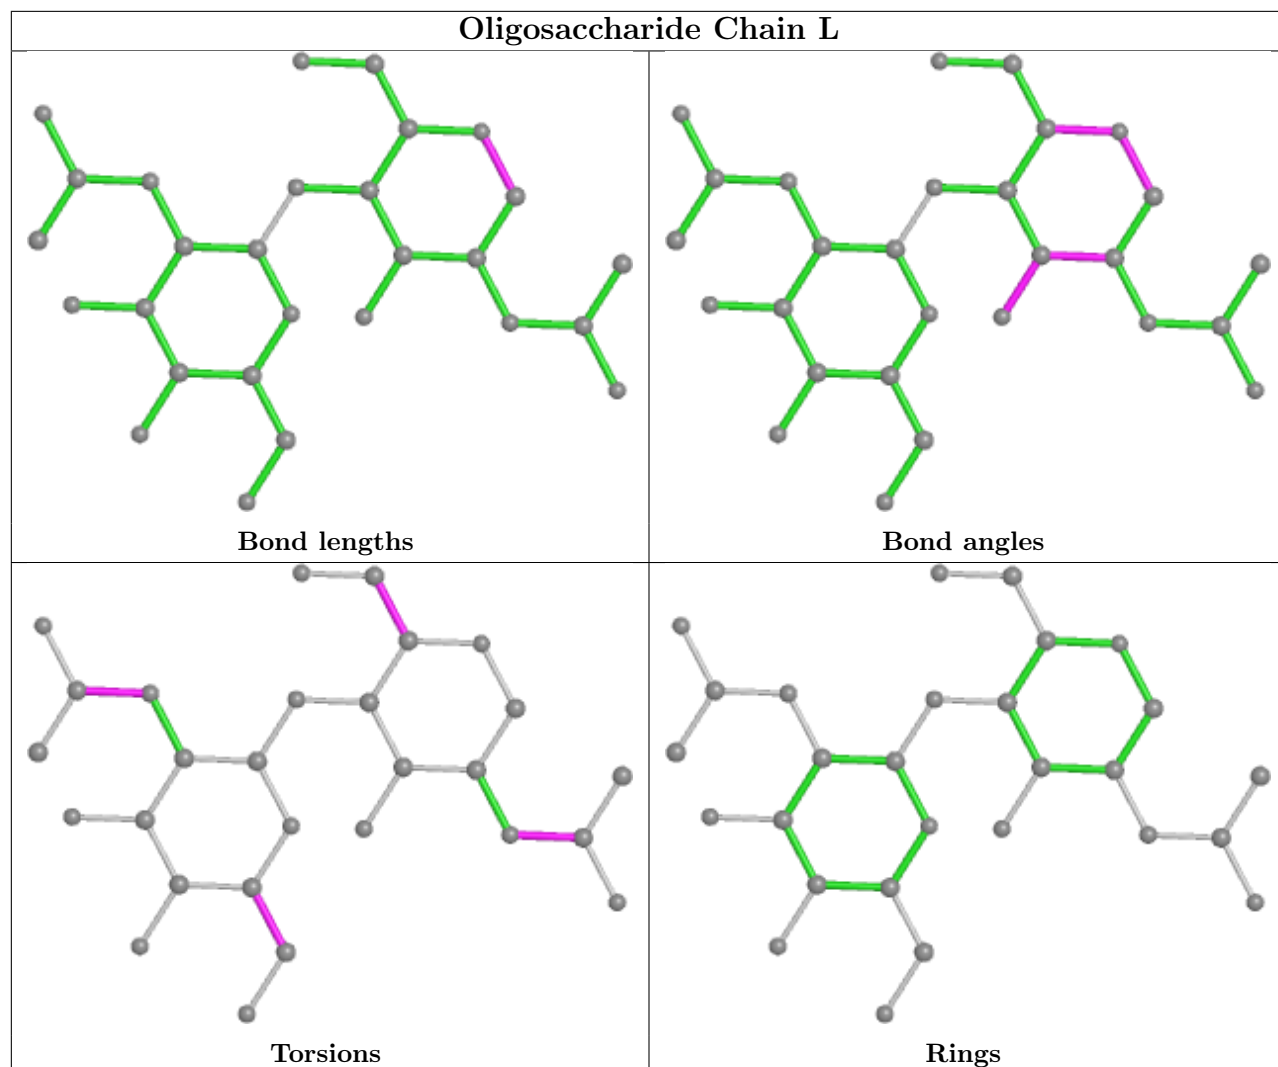 Oligosaccharide Chain L
Bond lengths
Bond angles
Torsions
Rings